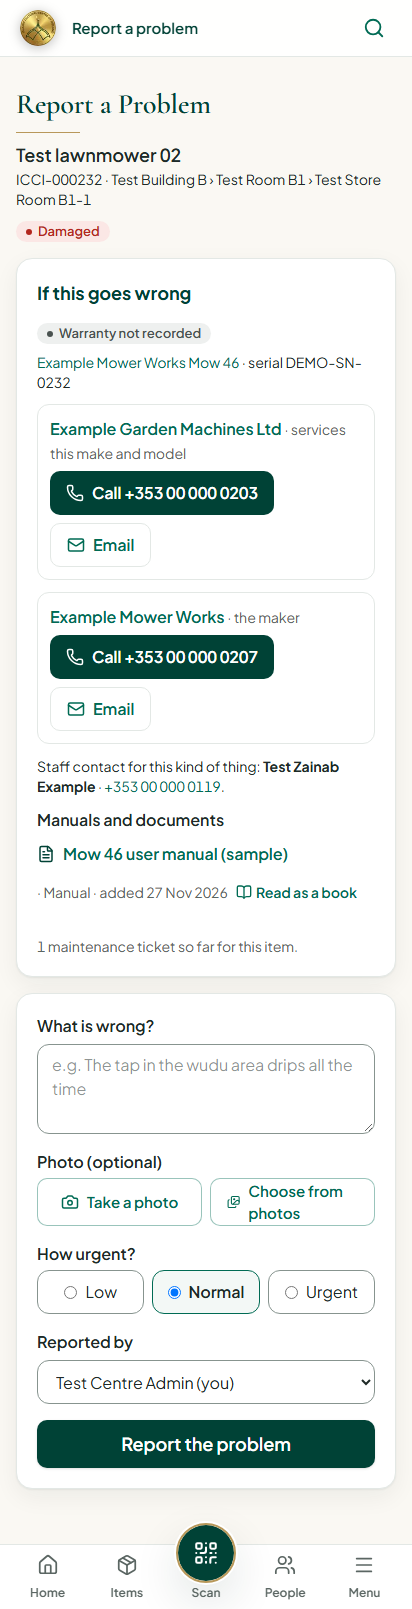 Report a problem
Report a Problem
Test lawnmower 02
ICCI-000232 · Test Building B › Test Room B1 › Test Store
Room B1-1
Damaged
If this goes wrong
Warranty not recorded
Example Mower Works Mow 46 · serial DEMO-SN-
0232
Example Garden Machines Ltd · services
this make and model
Call +353 00 000 0203
Email
Example Mower Works · the maker
Call +353 00 000 0207
Email
Staff contact for this kind of thing: Test Zainab
Example · +353 00 000 0119.
Manuals and documents
Mow 46 user manual (sample)
· Manual · added 27 Nov 2026 Read as a book
1 maintenance ticket so far for this item.
What is wrong?
e.g. The tap in the wudu area drips all the
time
Photo (optional)
Take a photo
Choose from
photos
How urgent?
Low
Normal
Urgent
Reported by
Test Centre Admin (you)
Report the problem
Home
Items
Scan
People
Menu